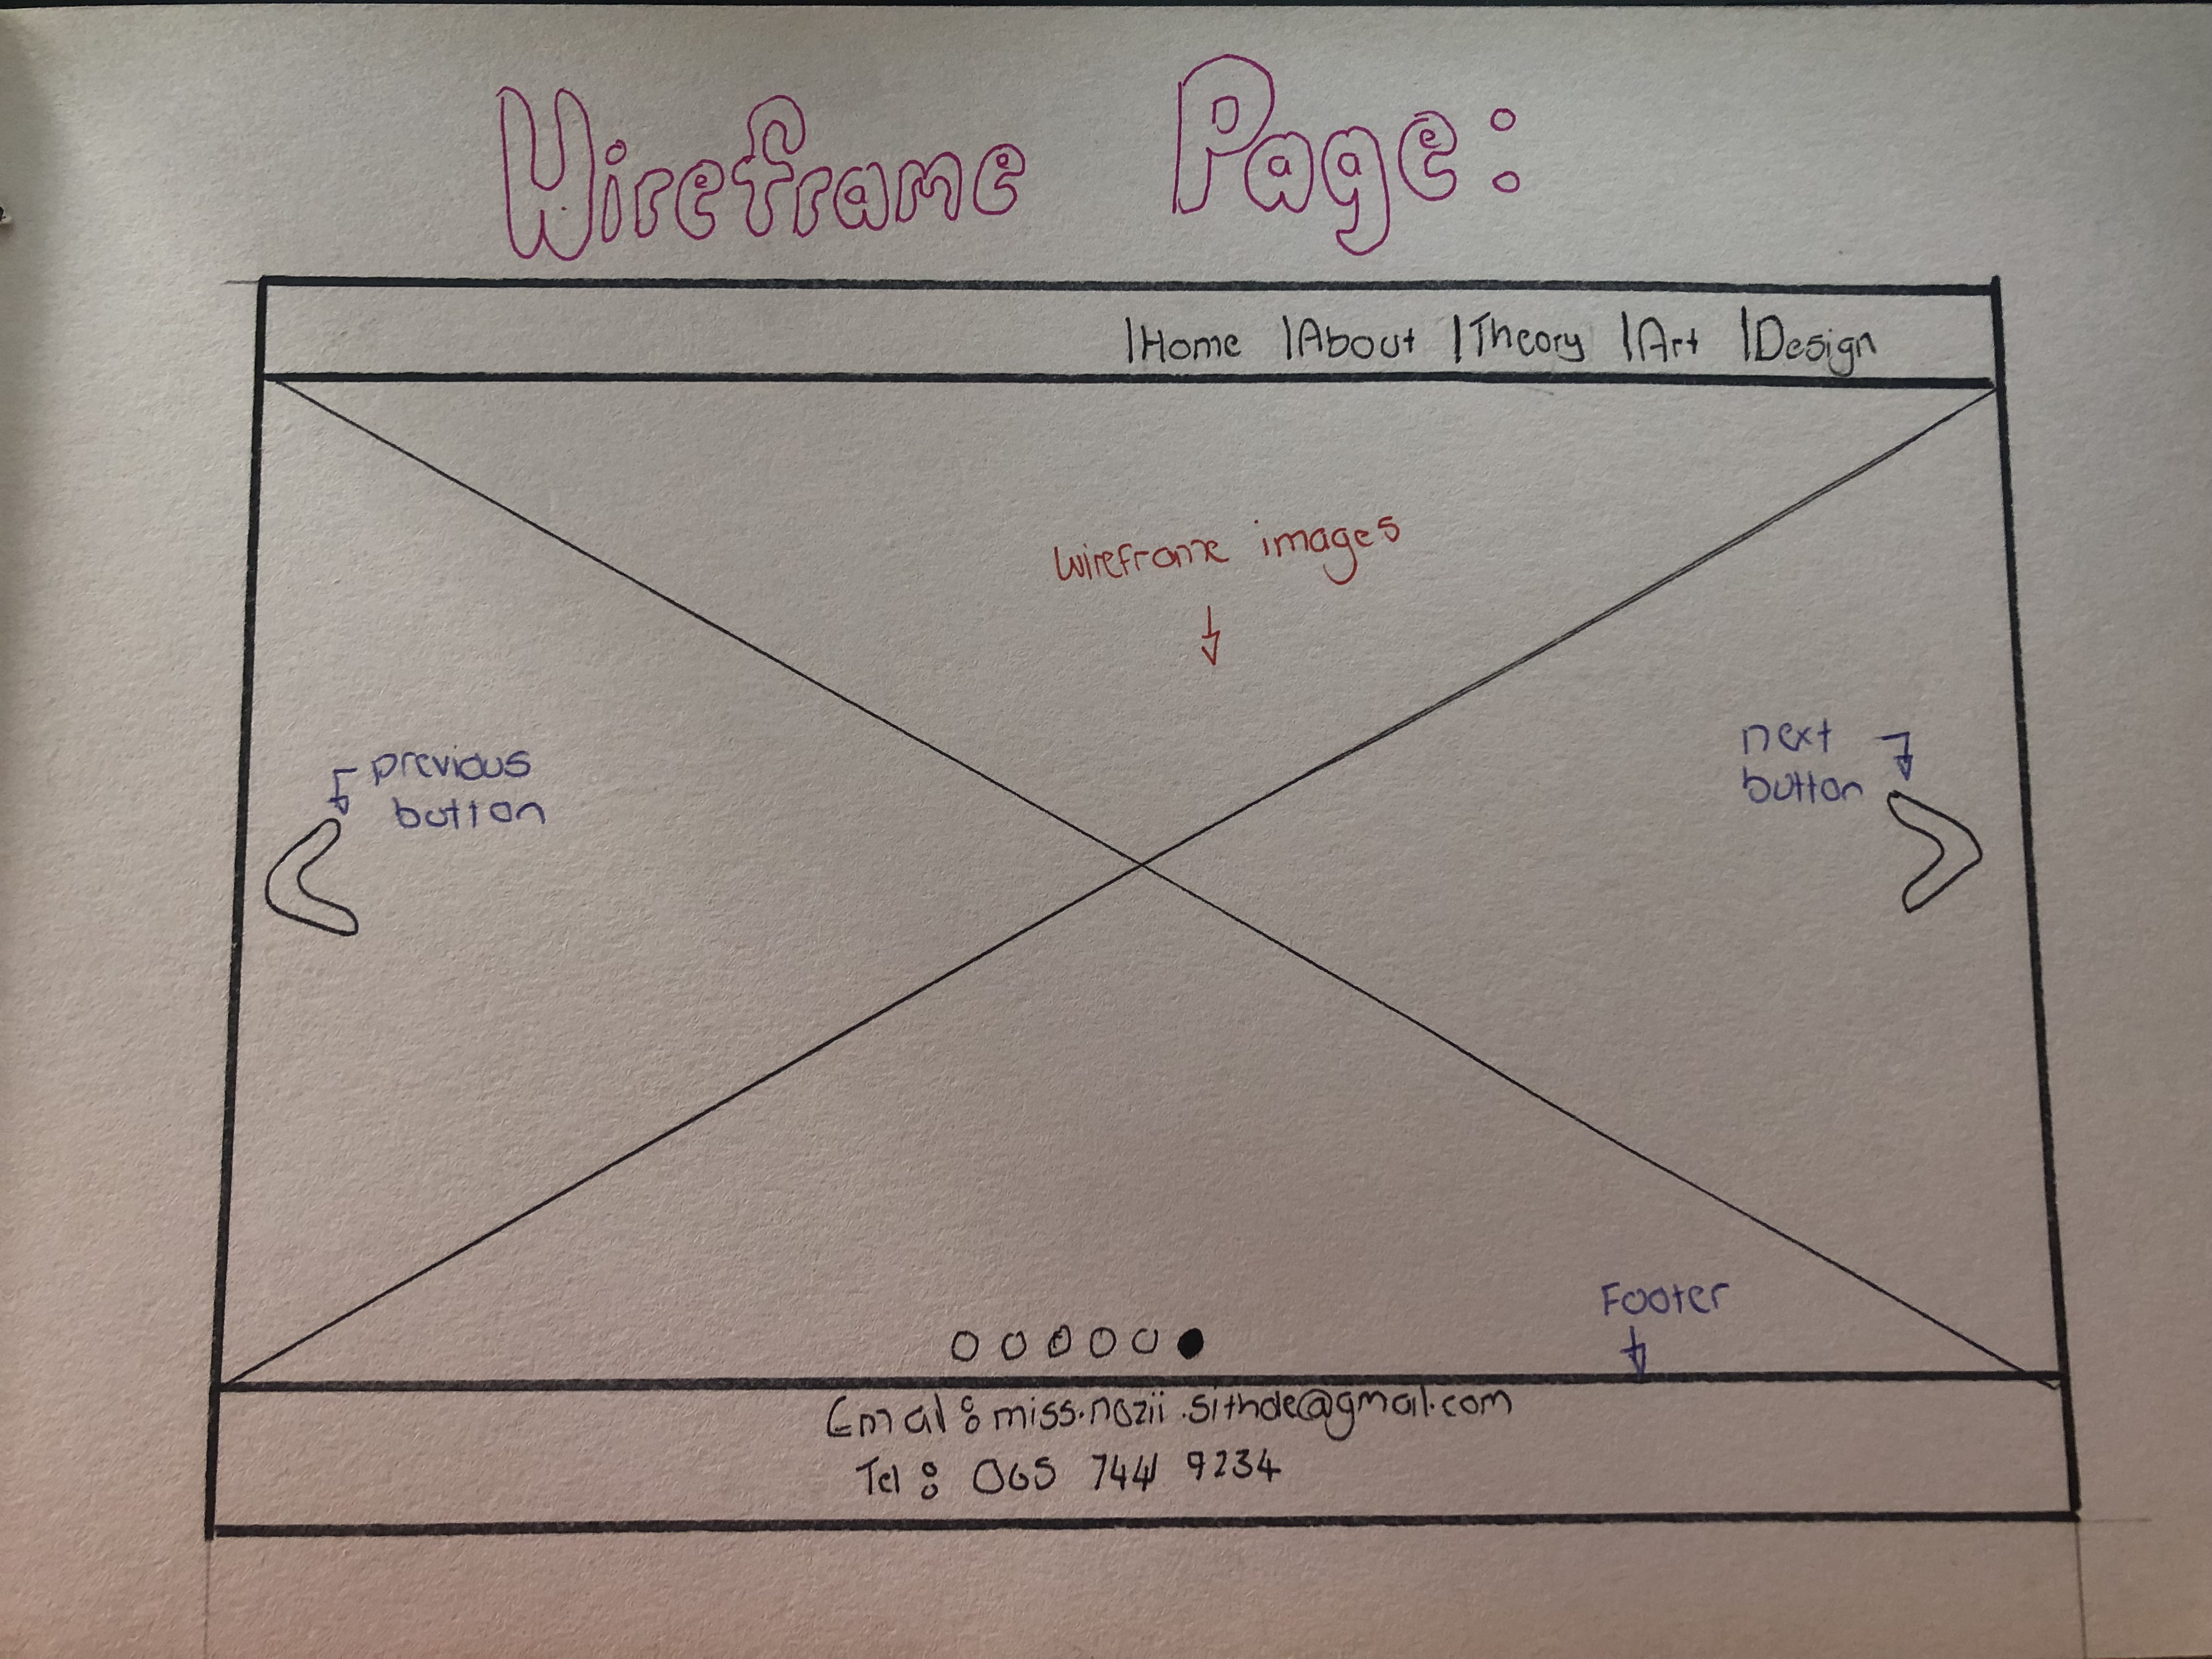 Wireframe Page:
|Home |About |Theory |Art |Design
wireframe images
previous
button
next
button
Footer
Email: miss.nozii.sithde@gmail.com
Tel: 065 744 9234